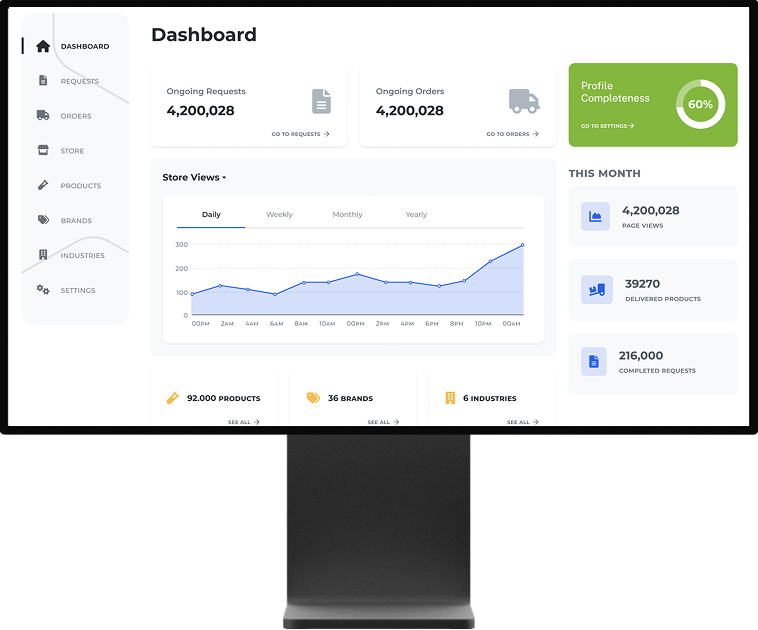 DASHBOARD
REQUESTS
ORDERS
STORE
PRODUCTS
BRANDS
INDUSTRIES
SETTINGS
Dashboard
Ongoing Requests
4,200,028
GO TO REQUESTS
Ongoing Orders
4,200,028
GO TO ORDERS
Profile
Completeness
60%
GO TO SETTINGS
Store Views
Daily Weekly Monthly Yearly
300
200
100
0
00PM 2AM 4AM 6AM 8AM 10AM 00PM 2PM 4PM 6PM 8PM 10PM 00AM
THIS MONTH
4,200,028
PAGE VIEWS
39270
DELIVERED PRODUCTS
216,000
COMPLETED REQUESTS
92.000 PRODUCTS
SEE ALL
36 BRANDS
SEE ALL
6 INDUSTRIES
SEE ALL